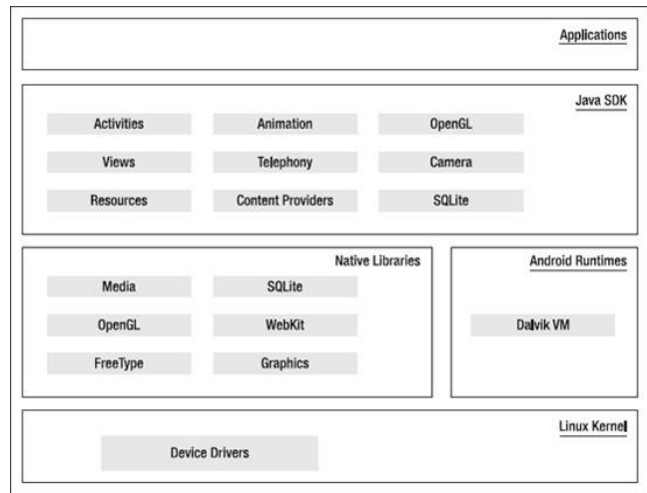 Applications
Java SDK
Activities Animation OpenGL
Views Telephony Camera
Resources Content Providers SQLite
Native Libraries
Media SQLite
OpenGL WebKit
FreeType Graphics
Android Runtimes
Dalvik VM
Linux Kernel
Device Drivers